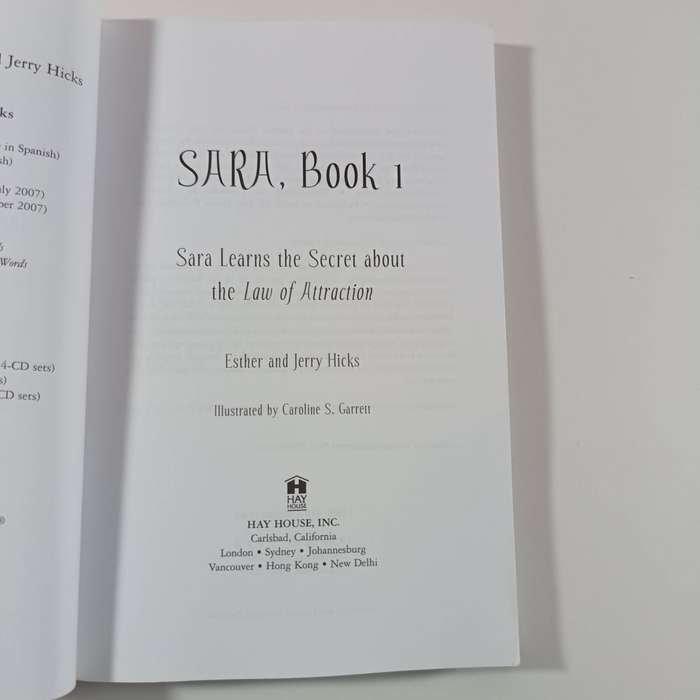 Jerry Hicks
ks
in Spanish)
sh)
ly 2007)
ber 2007)
s
Words
4-CD sets)
s)
CD sets)
®
SARA, Book 1
Sara Learns the Secret about
the Law of Attraction
Esther and Jerry Hicks
Illustrated by Caroline S. Garrett
HAY
HOUSE
HAY HOUSE, INC.
Carlsbad, California
London • Sydney • Johannesburg
Vancouver • Hong Kong • New Delhi